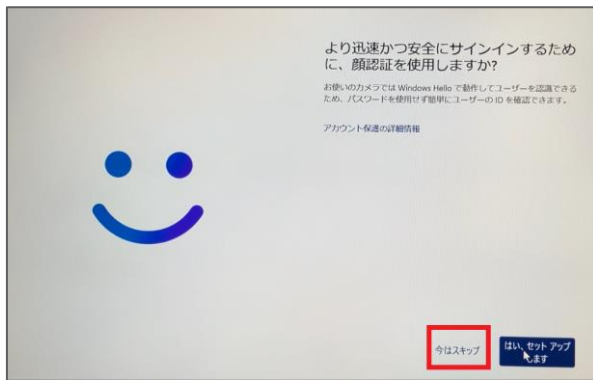 より迅速かつ安全にサインインするため
に、顔認証を使用しますか?
お使いのカメラでは Windows Hello で動作してユーザーを認識できる
ため、パスワードを使用せず簡単にユーザーの ID を確認できます。
アカウント保護の詳細情報
今はスキップ
はい、セット アップ
します